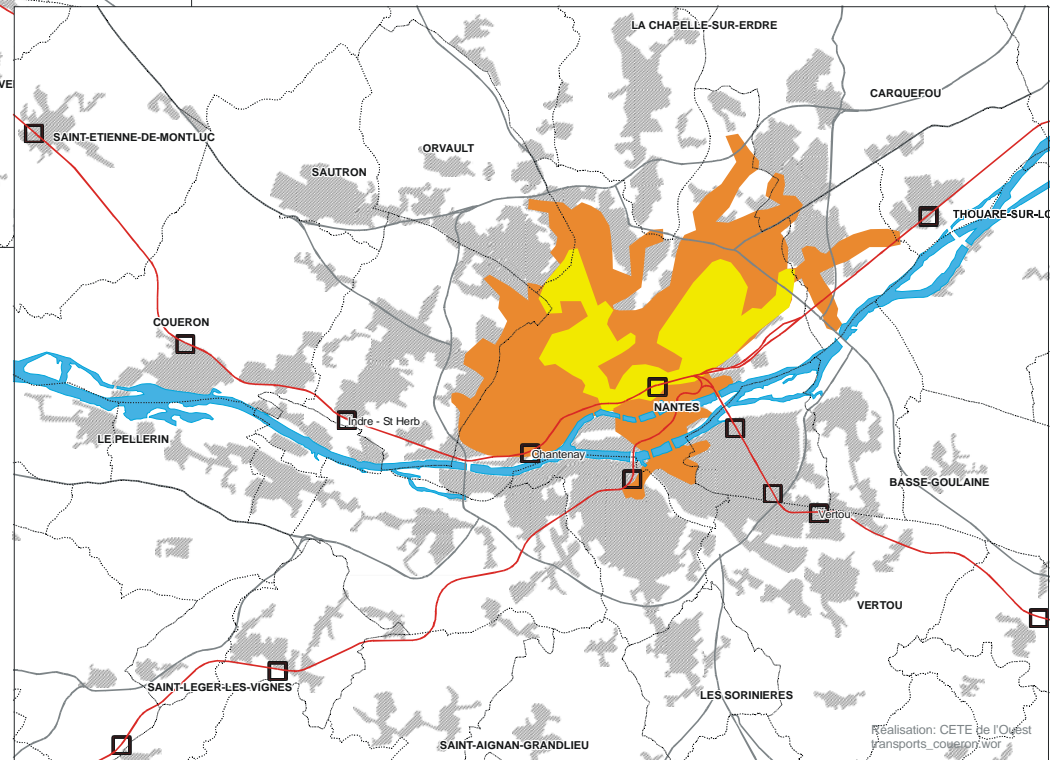 LA CHAPELLE-SUR-ERDRE
VE
CARQUEFOU
SAINT-ETIENNE-DE-MONTLUC
ORVAULT
SAUTRON
THOUARE-SUR-LO
COUERON
NANTES
Indre - St Herb
LE PELLERIN
Chantenay
BASSE-GOULAINE
Vertou
VERTOU
SAINT-LEGER-LES-VIGNES
LES SORINIERES
Réalisation: CETE de l'Ouest
transports_coueron.wor
SAINT-AIGNAN-GRANDLIEU